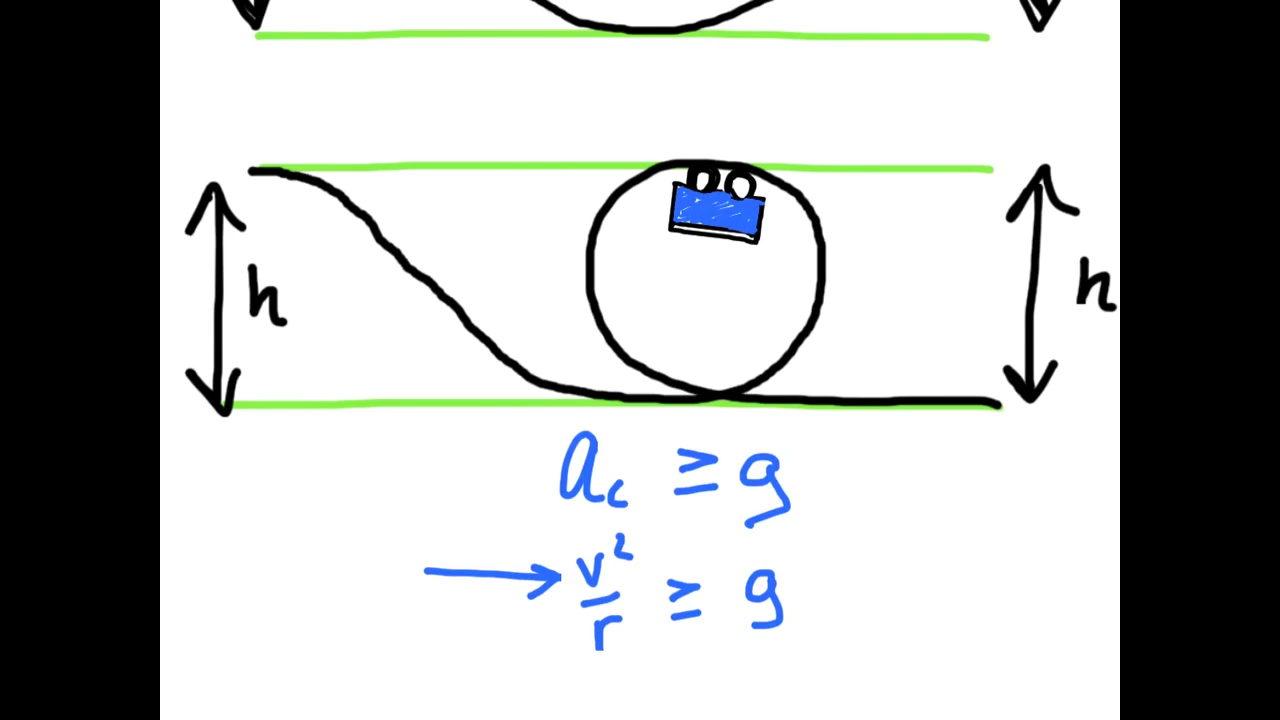 h
h
a_c ≥ g
→ v²/r ≥ g